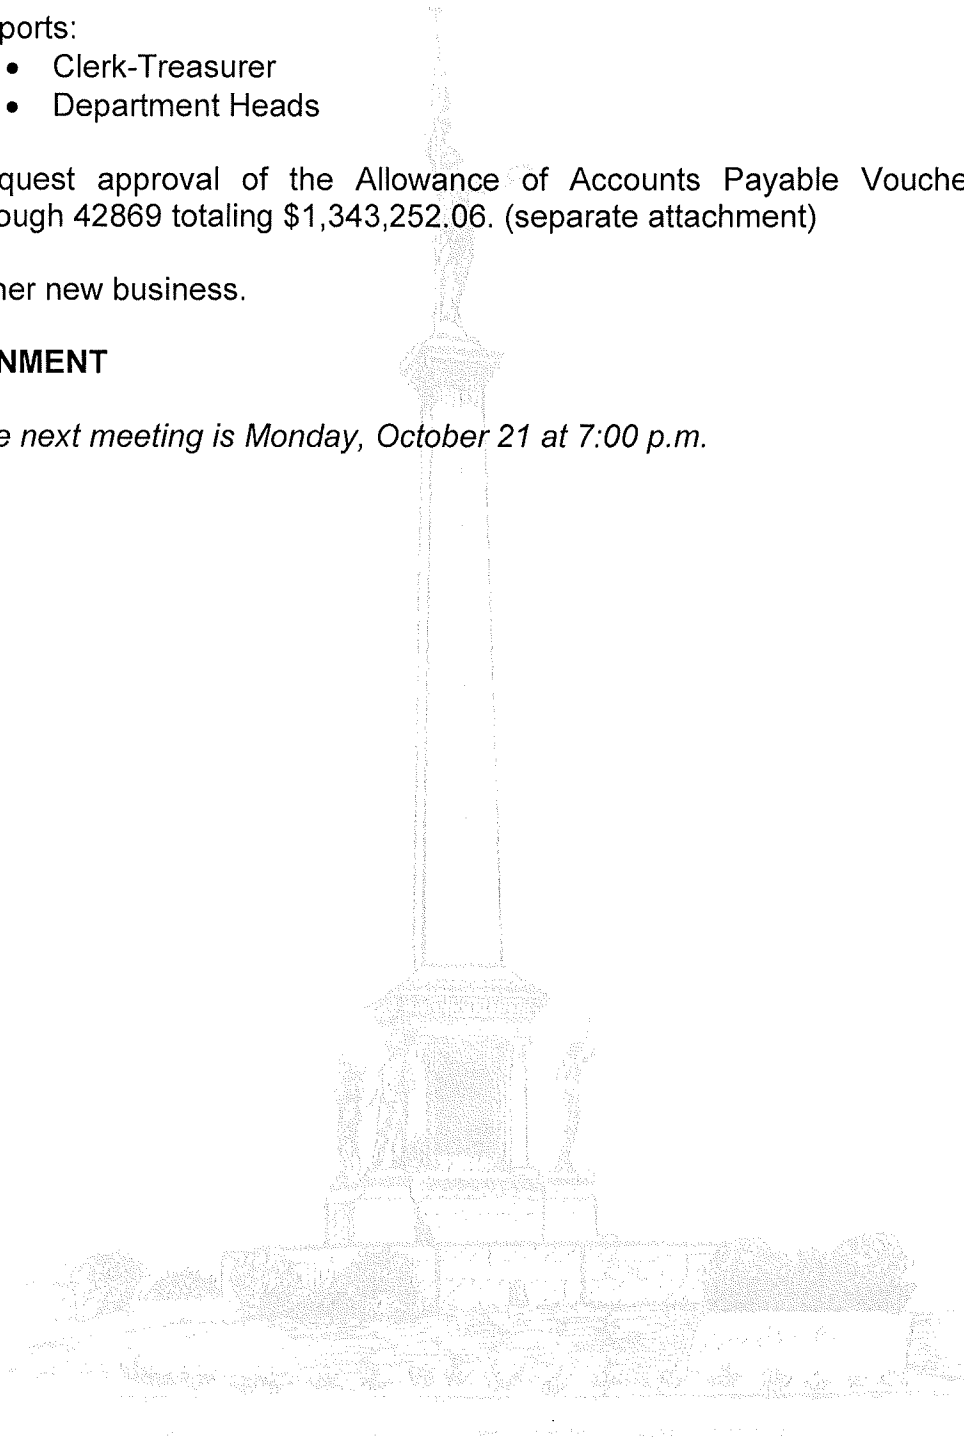 ports:
• Clerk-Treasurer
• Department Heads
quest approval of the Allowance of Accounts Payable Vouche
ough 42869 totaling $1,343,252.06. (separate attachment)
ner new business.
NMENT
e next meeting is Monday, October 21 at 7:00 p.m.